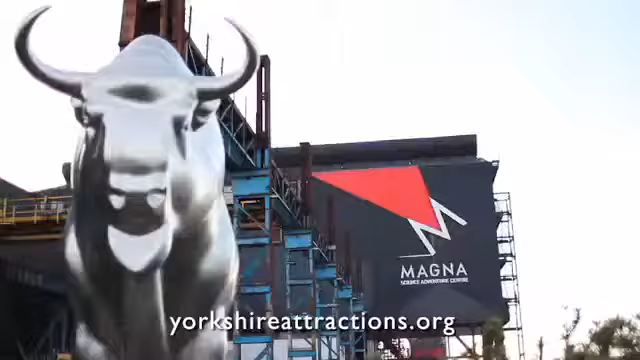 MAGNA
SCIENCE ADVENTURE CENTRE
yorkshireattractions.org